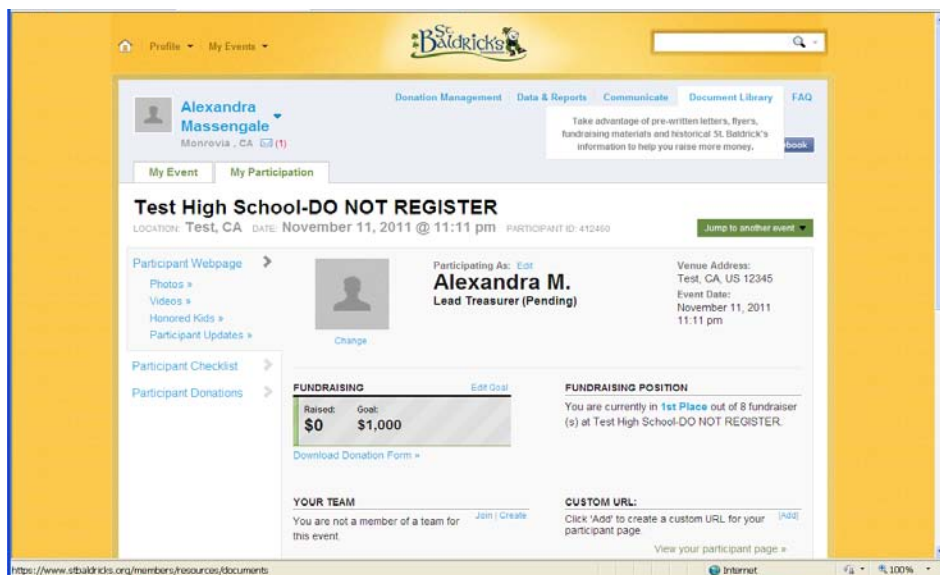 Profile My Events
St. Baldrick's
Donation Management Data & Reports Communicate Document Library FAQ
Alexandra
Massengale
Monrovia , CA (1)
Take advantage of pre-written letters, flyers,
fundraising materials and historical St. Baldrick's
information to help you raise more money.
ebook
My Event My Participation
Test High School-DO NOT REGISTER
LOCATION: Test, CA DATE: November 11, 2011 @ 11:11 pm PARTICIPANT ID: 412460
Jump to another event
Participant Webpage
Photos »
Videos »
Honored Kids »
Participant Updates »
Participant Checklist
Participant Donations
Change
Participating As: Edit
Alexandra M.
Lead Treasurer (Pending)
Venue Address:
Test, CA, US 12345
Event Date:
November 11, 2011
11:11 pm
FUNDRAISING Edit Goal
Raised: Goal:
$0 $1,000
Download Donation Form »
FUNDRAISING POSITION
You are currently in 1st Place out of 8 fundraiser
(s) at Test High School-DO NOT REGISTER.
YOUR TEAM
Join | Create
You are not a member of a team for
this event.
CUSTOM URL:
[Add]
Click 'Add' to create a custom URL for your
participant page.
View your participant page »
https://www.stbaldricks.org/members/resources/documents Internet 100%